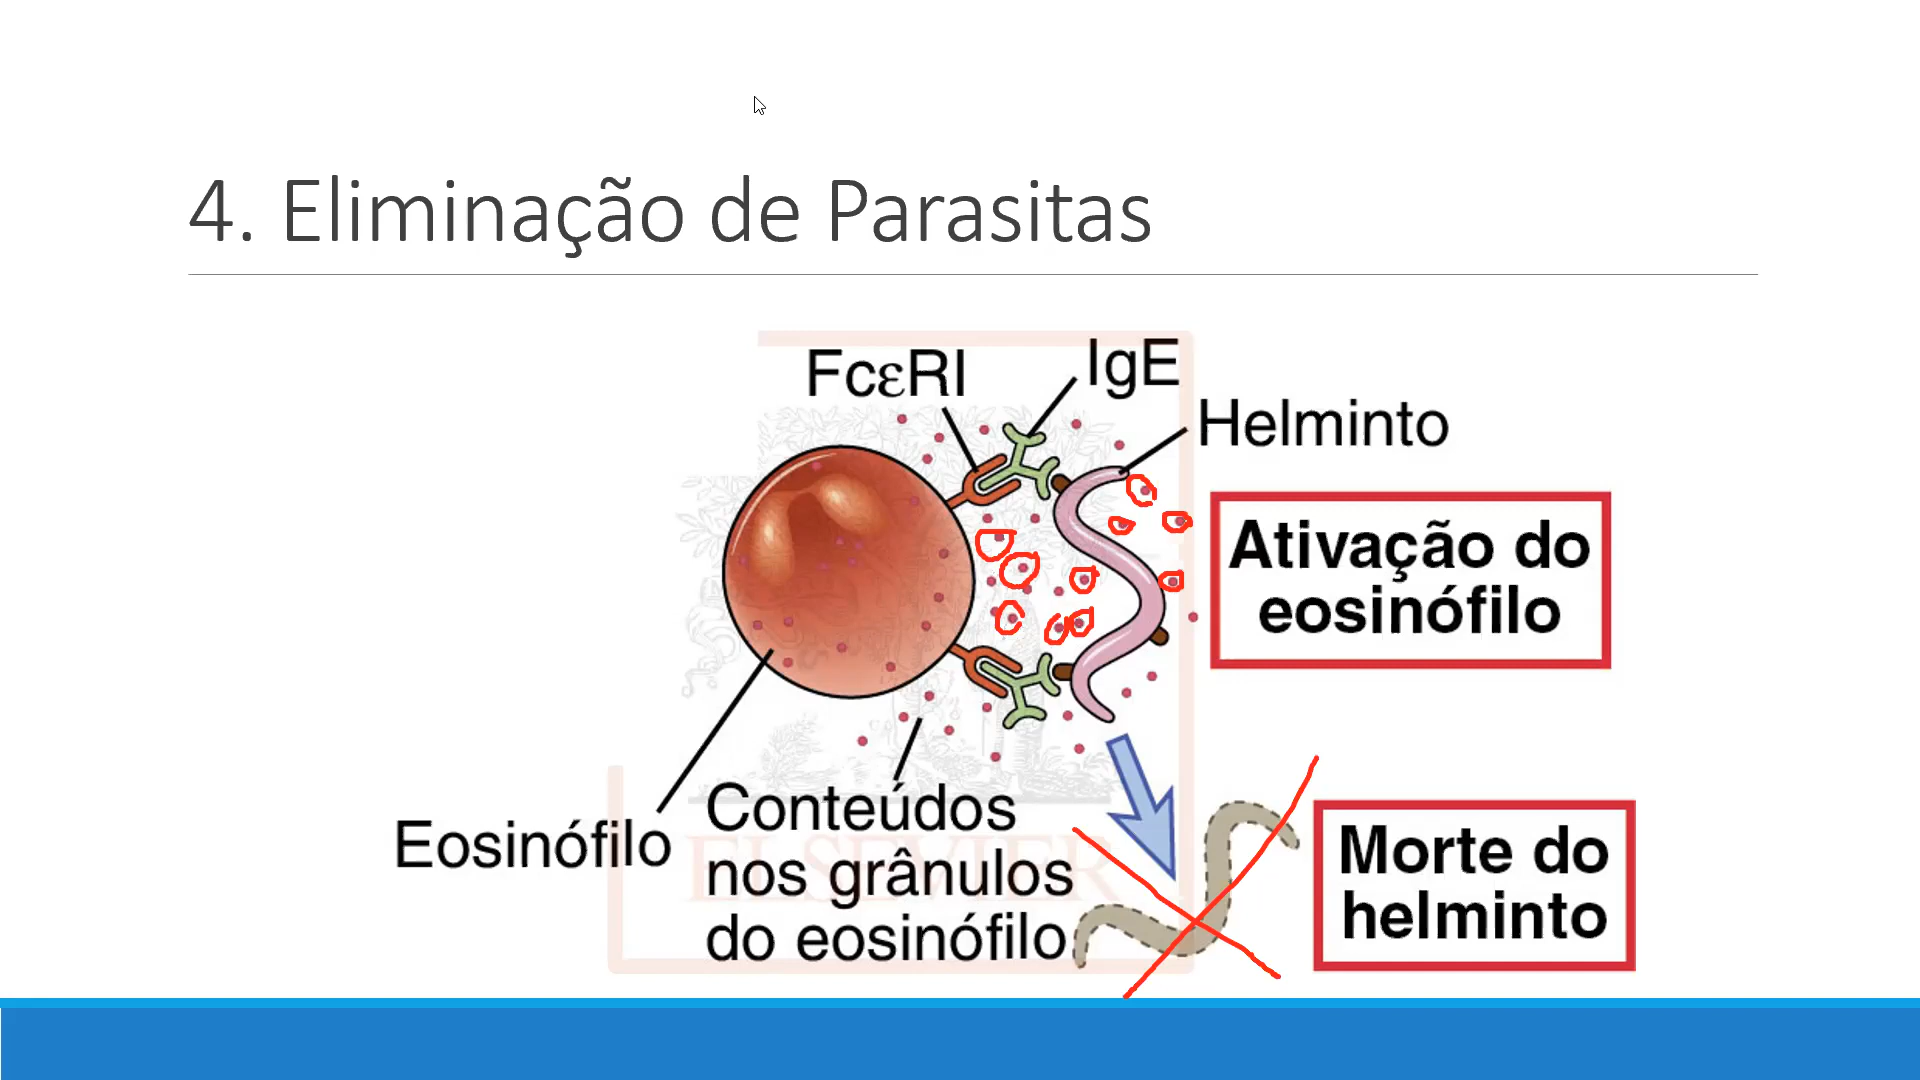 4. Eliminação de Parasitas
FcεRI
IgE
Helminto
Ativação do
eosinófilo
Eosinófilo
Conteúdos
nos grânulos
do eosinófilo
Morte do
helminto
ELSEVIER